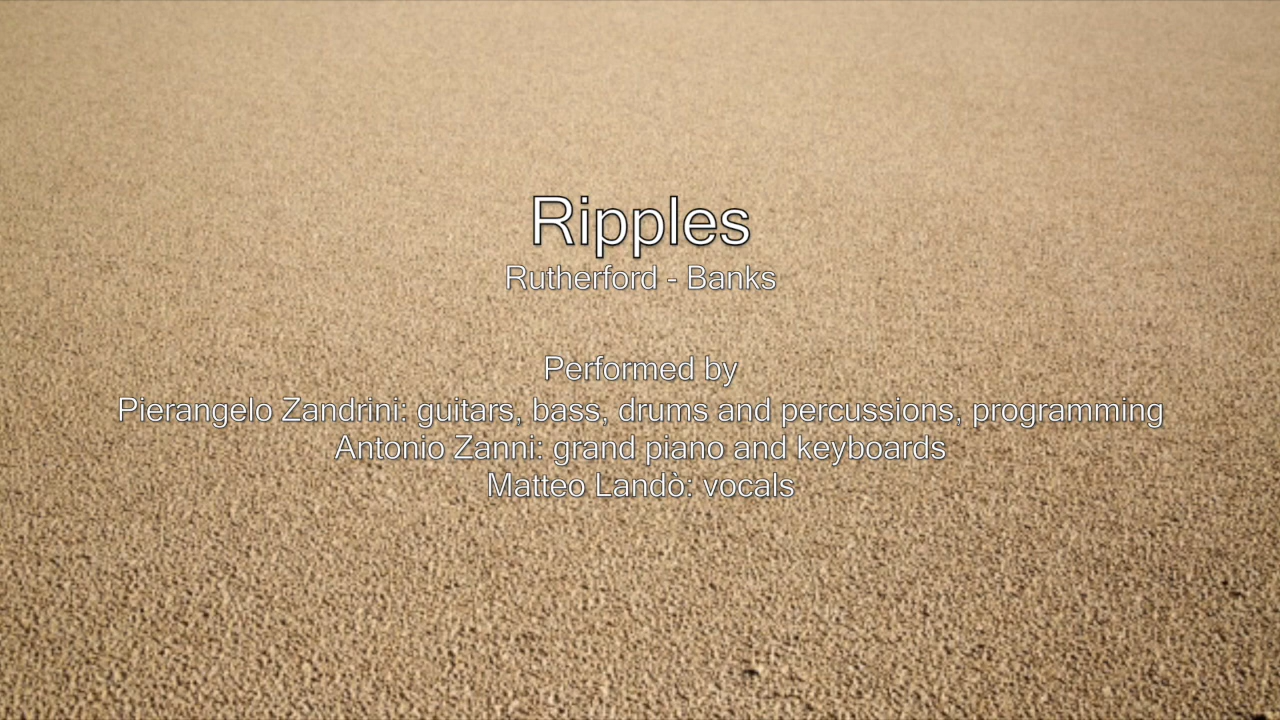 Ripples
Rutherford - Banks
Performed by
Pierangelo Zandrini: guitars, bass, drums and percussions, programming
Antonio Zanni: grand piano and keyboards
Matteo Landò: vocals